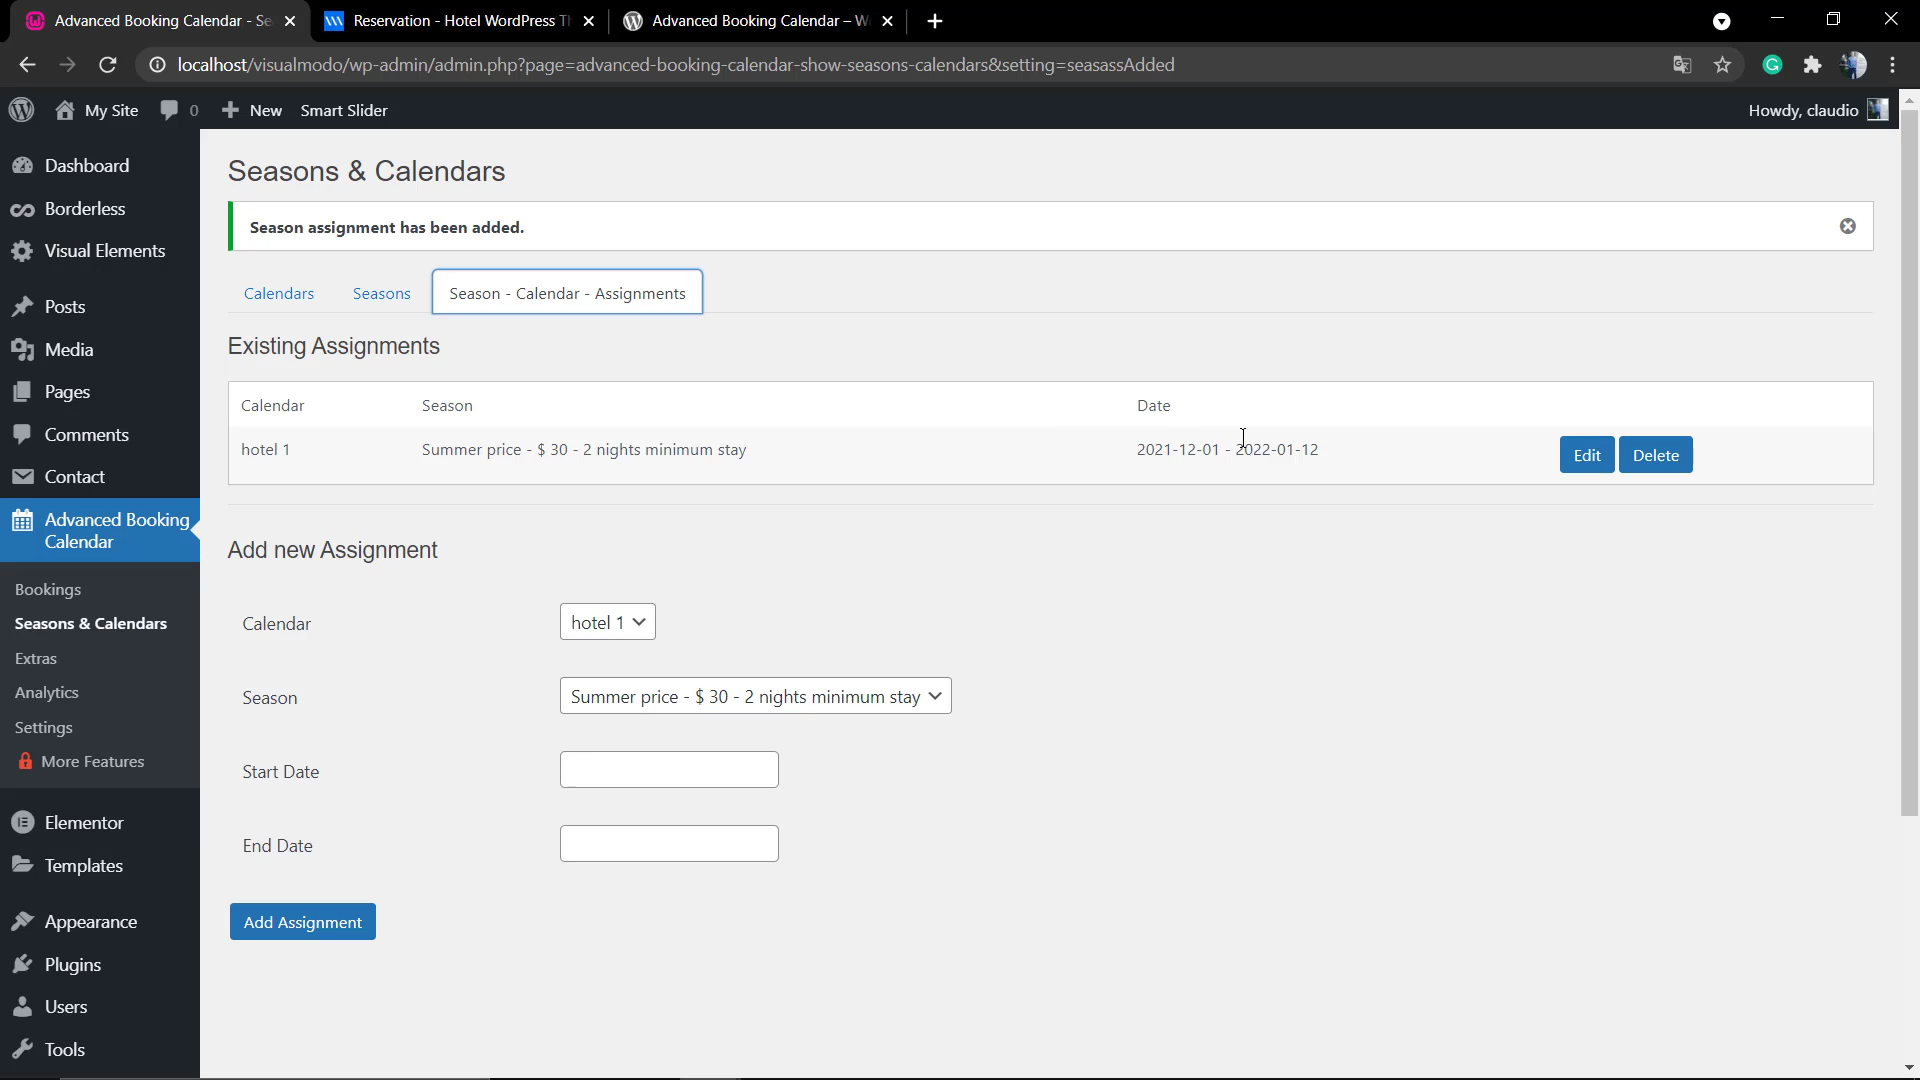 Advanced Booking Calendar - Se
Reservation - Hotel WordPress Th
Advanced Booking Calendar – W
localhost/visualmodo/wp-admin/admin.php?page=advanced-booking-calendar-show-seasons-calendars&setting=seasassAdded
My Site
0
New
Smart Slider
Howdy, claudio
Dashboard
Borderless
Visual Elements
Posts
Media
Pages
Comments
Contact
Advanced Booking
Calendar
Bookings
Seasons & Calendars
Extras
Analytics
Settings
More Features
Elementor
Templates
Appearance
Plugins
Users
Tools
Seasons & Calendars
Season assignment has been added.
Calendars
Seasons
Season - Calendar - Assignments
Existing Assignments
Calendar Season Date
hotel 1 Summer price - $ 30 - 2 nights minimum stay 2021-12-01 - 2022-01-12 Edit Delete
Add new Assignment
Calendar hotel 1
Season Summer price - $ 30 - 2 nights minimum stay
Start Date
End Date
Add Assignment